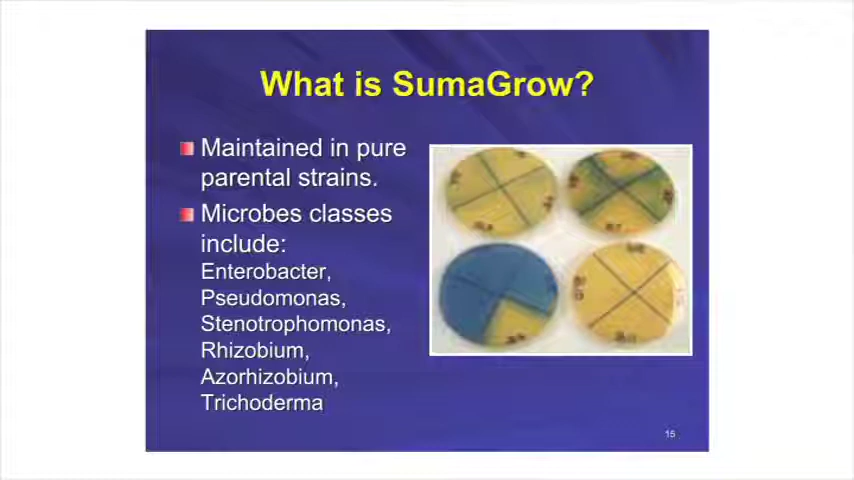 What is SumaGrow?
Maintained in pure
parental strains.
Microbes classes
include:
Enterobacter,
Pseudomonas,
Stenotrophomonas,
Rhizobium,
Azorhizobium,
Trichoderma
15